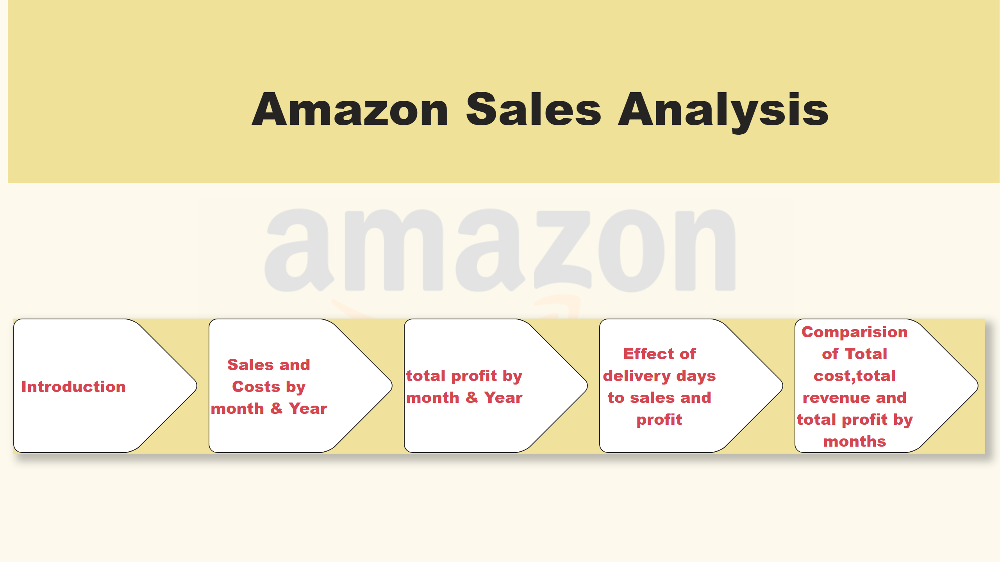 Amazon Sales Analysis
amazon
Introduction
Sales and
Costs by
month & Year
total profit by
month & Year
Effect of
delivery days
to sales and
profit
Comparision
of Total
cost,total
revenue and
total profit by
months